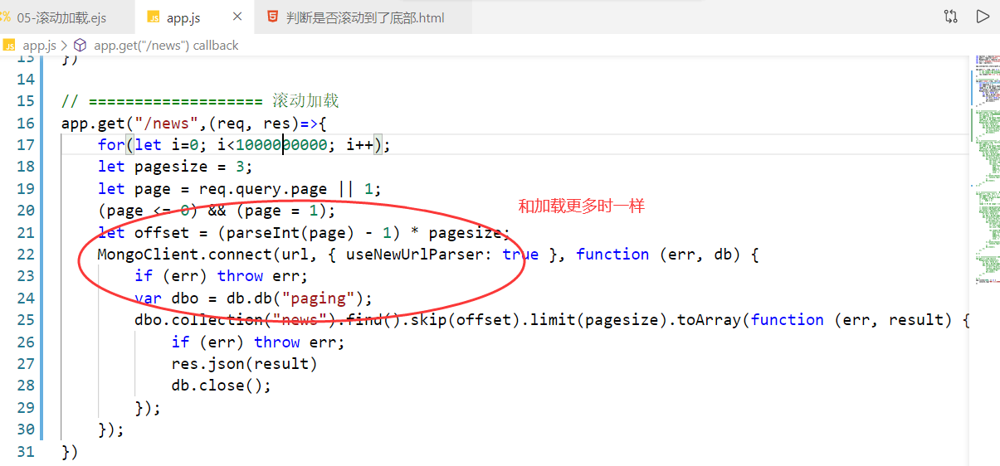 05-滚动加载.ejs
JS app.js ×
判断是否滚动到了底部.html
JS app.js > app.get("/news") callback
13 })
14
15 // =================== 滚动加载
16 app.get("/news",(req, res)=>{
17 for(let i=0; i<1000000000; i++);
18 let pagesize = 3;
19 let page = req.query.page || 1;
20 (page <= 0) && (page = 1);
和加载更多时一样
21 let offset = (parseInt(page) - 1) * pagesize;
22 MongoClient.connect(url, { useNewUrlParser: true }, function (err, db) {
23 if (err) throw err;
24 var dbo = db.db("paging");
25 dbo.collection("news").find().skip(offset).limit(pagesize).toArray(function (err, result) {
26 if (err) throw err;
27 res.json(result)
28 db.close();
29 });
30 });
31 })